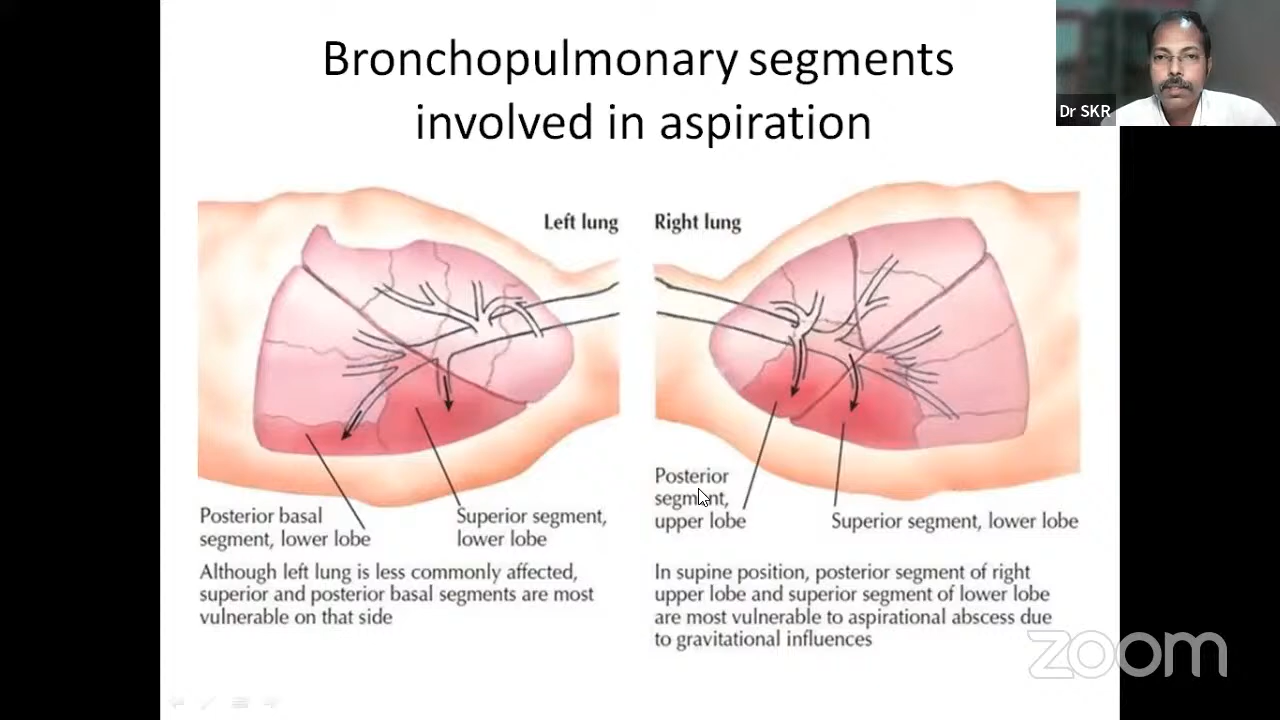 Bronchopulmonary segments
involved in aspiration
Dr SKR
Left lung
Right lung
Posterior basal
segment, lower lobe
Superior segment,
lower lobe
Although left lung is less commonly affected,
superior and posterior basal segments are most
vulnerable on that side
Posterior
segment,
upper lobe
Superior segment, lower lobe
In supine position, posterior segment of right
upper lobe and superior segment of lower lobe
are most vulnerable to aspirational abscess due
to gravitational influences
zoom